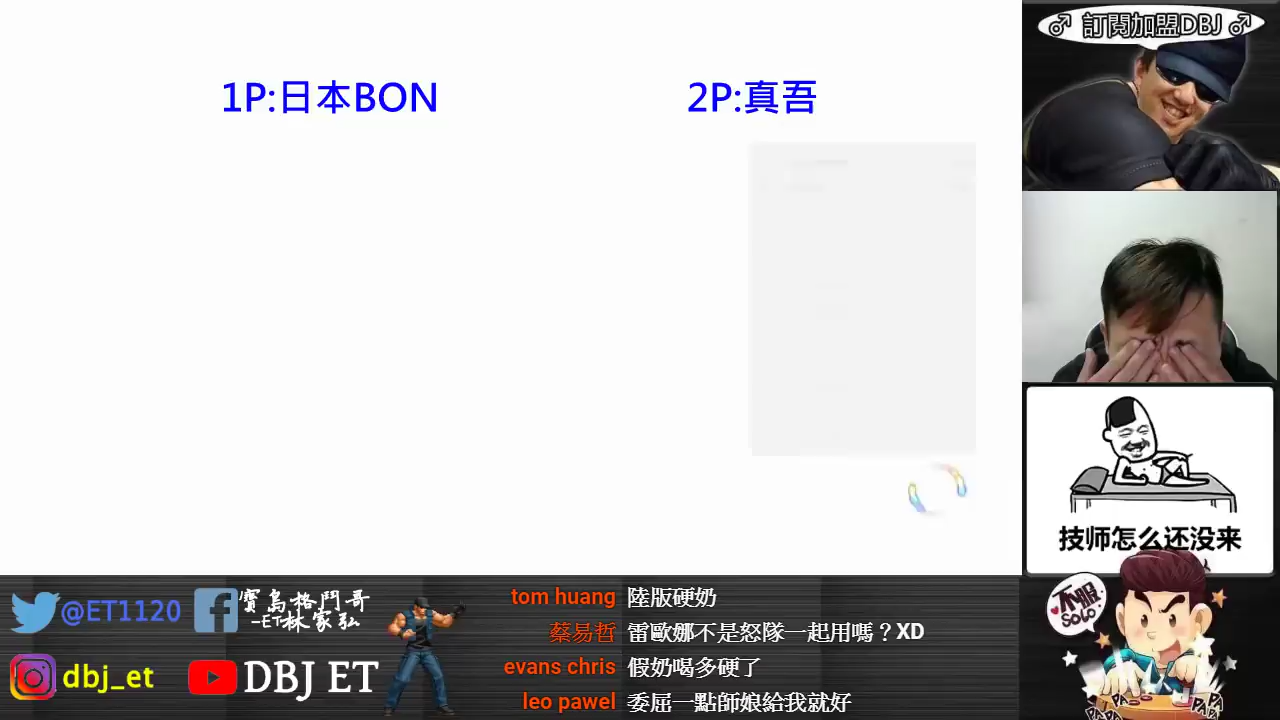 1P:日本BON
2P:真吾
♂ 訂閱加盟DBJ ♂
技师怎么还没来
不服
SOLO
@ET1120
寶島格鬥哥
-ET林家弘
dbj_et
DBJ ET
tom huang 陸版硬奶
蔡易哲 雷歐娜不是怒隊一起用嗎？XD
evans chris 假奶喝多硬了
leo pawel 委屈一點師娘給我就好
PAPA
PAPA